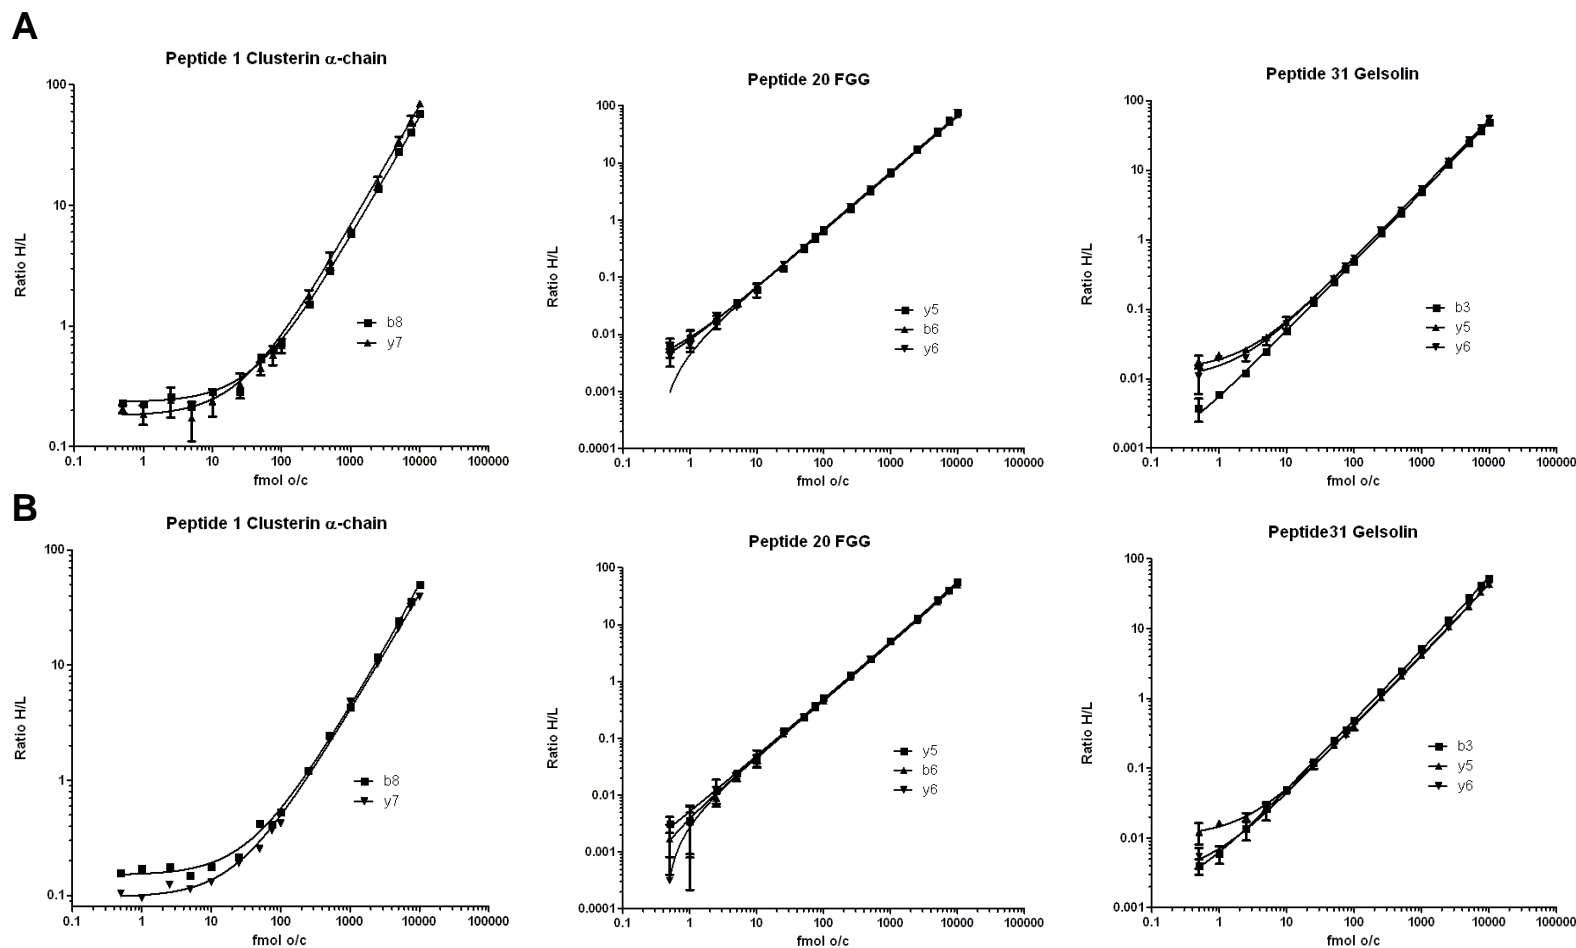 A
Peptide 1 Clusterin α-chain
100
10
1
0.1
Ratio H/L
0.1 1 10 100 1000 10000 100000
fmol o/c
b8
y7
Peptide 20 FGG
100
10
1
0.1
0.01
0.001
0.0001
Ratio H/L
0.1 1 10 100 1000 10000 100000
fmol o/c
y5
b6
y6
Peptide 31 Gelsolin
100
10
1
0.1
0.01
0.001
Ratio H/L
0.1 1 10 100 1000 10000 100000
fmol o/c
b3
y5
y6
B
Peptide 1 Clusterin α-chain
100
10
1
0.1
Ratio H/L
0.1 1 10 100 1000 10000 100000
fmol o/c
b8
y7
Peptide 20 FGG
100
10
1
0.1
0.01
0.001
0.0001
Ratio H/L
0.1 1 10 100 1000 10000 100000
fmol o/c
y5
b6
y6
Peptide31 Gelsolin
100
10
1
0.1
0.01
0.001
Ratio H/L
0.1 1 10 100 1000 10000 100000
fmol o/c
b3
y5
y6